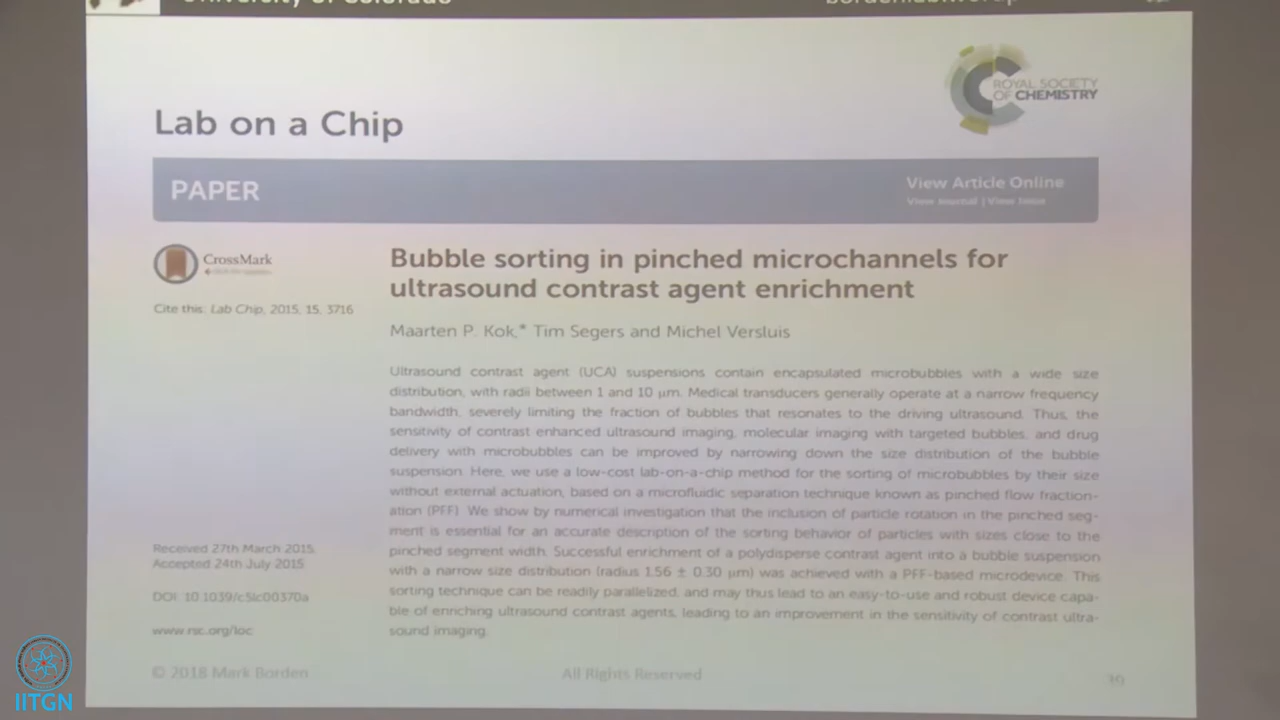 University of Colorado
ROYAL SOCIETY
OF CHEMISTRY
Lab on a Chip
PAPER
View Article Online
View Journal | View Issue
CrossMark
Cite this: Lab Chip, 2015, 15, 3716
Bubble sorting in pinched microchannels for
ultrasound contrast agent enrichment
Maarten P. Kok,* Tim Segers and Michel Versluis
Ultrasound contrast agent (UCA) suspensions contain encapsulated microbubbles with a wide size
distribution, with radii between 1 and 10 μm. Medical transducers generally operate at a narrow frequency
bandwidth, severely limiting the fraction of bubbles that resonates to the driving ultrasound. Thus, the
sensitivity of contrast enhanced ultrasound imaging, molecular imaging with targeted bubbles, and drug
delivery with microbubbles can be improved by narrowing down the size distribution of the bubble
suspension. Here, we use a low-cost lab-on-a-chip method for the sorting of microbubbles by their size
without external actuation, based on a microfluidic separation technique known as pinched flow fraction-
ation (PFF). We show by numerical investigation that the inclusion of particle rotation in the pinched seg-
ment is essential for an accurate description of the sorting behavior of particles with sizes close to the
pinched segment width. Successful enrichment of a polydisperse contrast agent into a bubble suspension
with a narrow size distribution (radius 1.56 ± 0.30 μm) was achieved with a PFF-based microdevice. This
sorting technique can be readily parallelized, and may thus lead to an easy-to-use and robust device capa-
ble of enriching ultrasound contrast agents, leading to an improvement in the sensitivity of contrast ultra-
sound imaging.
Received 27th March 2015,
Accepted 24th July 2015
DOI: 10.1039/c5lc00370a
www.rsc.org/loc
© 2018 Mark Borden
All Rights Reserved
IITGN